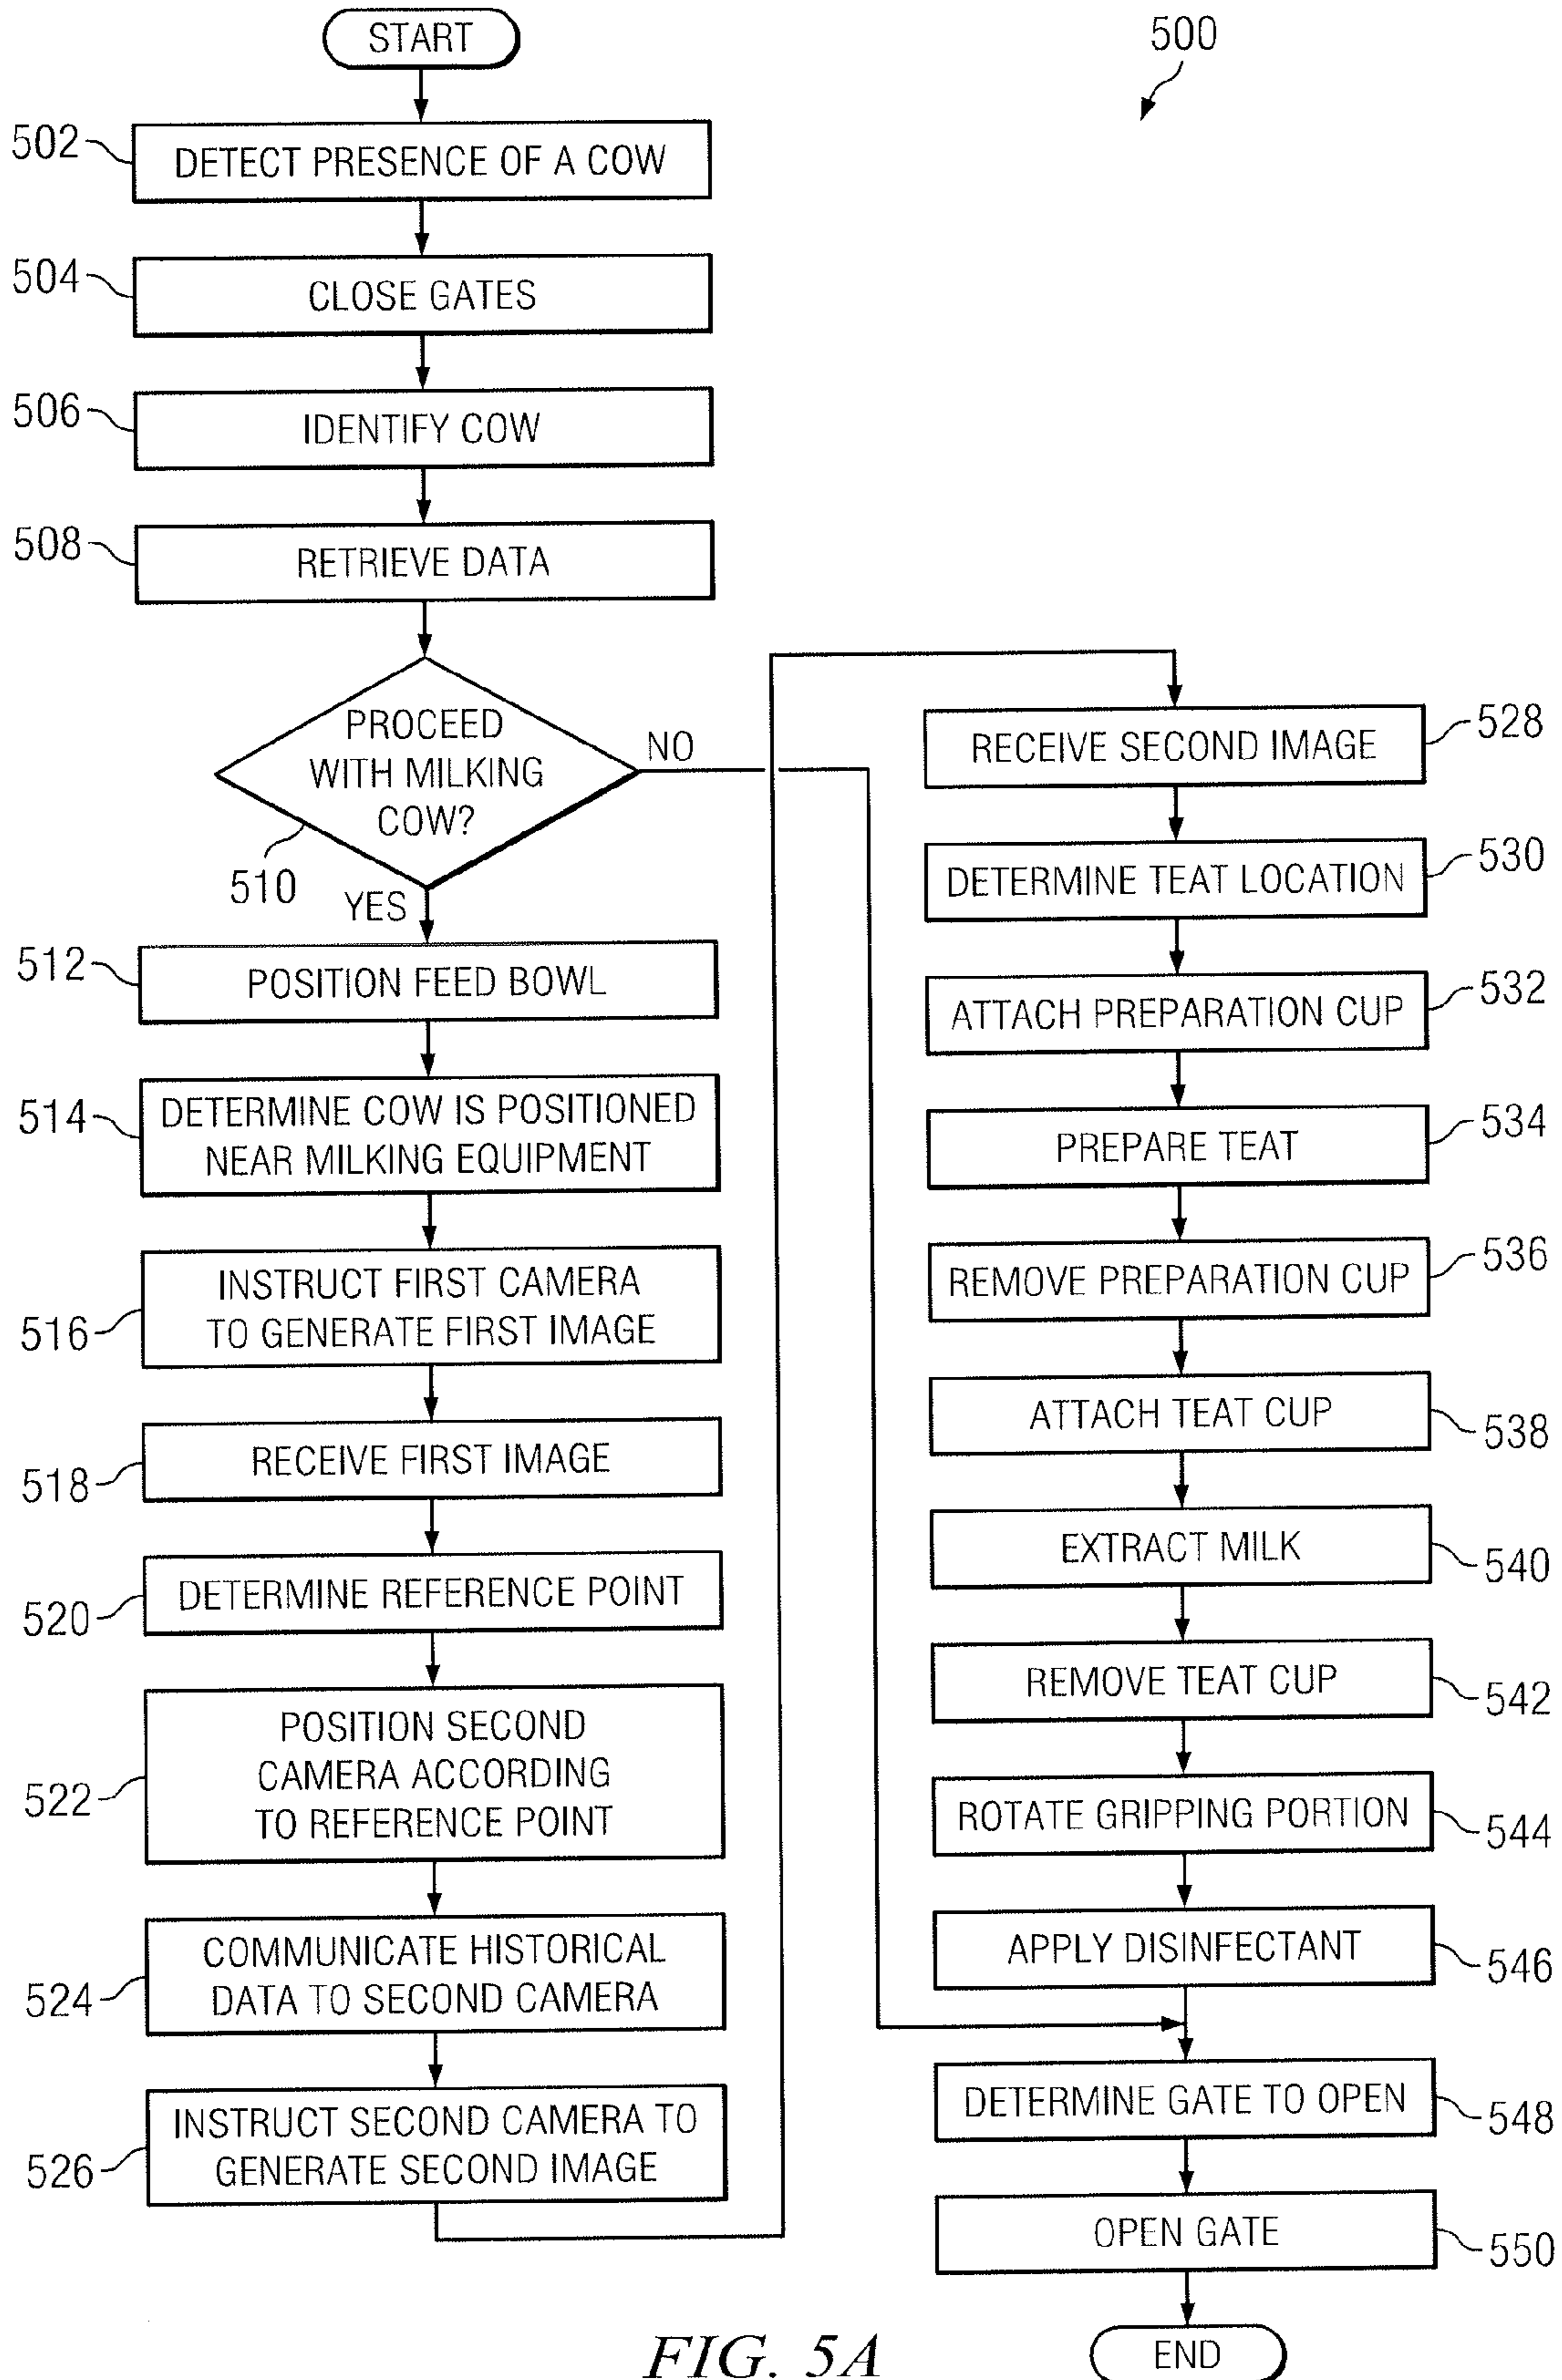 START
500
502
DETECT PRESENCE OF A COW
504
CLOSE GATES
506
IDENTIFY COW
508
RETRIEVE DATA
PROCEED
WITH MILKING
COW?
NO
510
YES
512
POSITION FEED BOWL
514
DETERMINE COW IS POSITIONED
NEAR MILKING EQUIPMENT
516
INSTRUCT FIRST CAMERA
TO GENERATE FIRST IMAGE
518
RECEIVE FIRST IMAGE
520
DETERMINE REFERENCE POINT
522
POSITION SECOND
CAMERA ACCORDING
TO REFERENCE POINT
524
COMMUNICATE HISTORICAL
DATA TO SECOND CAMERA
526
INSTRUCT SECOND CAMERA TO
GENERATE SECOND IMAGE
RECEIVE SECOND IMAGE
528
DETERMINE TEAT LOCATION
530
ATTACH PREPARATION CUP
532
PREPARE TEAT
534
REMOVE PREPARATION CUP
536
ATTACH TEAT CUP
538
EXTRACT MILK
540
REMOVE TEAT CUP
542
ROTATE GRIPPING PORTION
544
APPLY DISINFECTANT
546
DETERMINE GATE TO OPEN
548
OPEN GATE
550
END
FIG. 5A